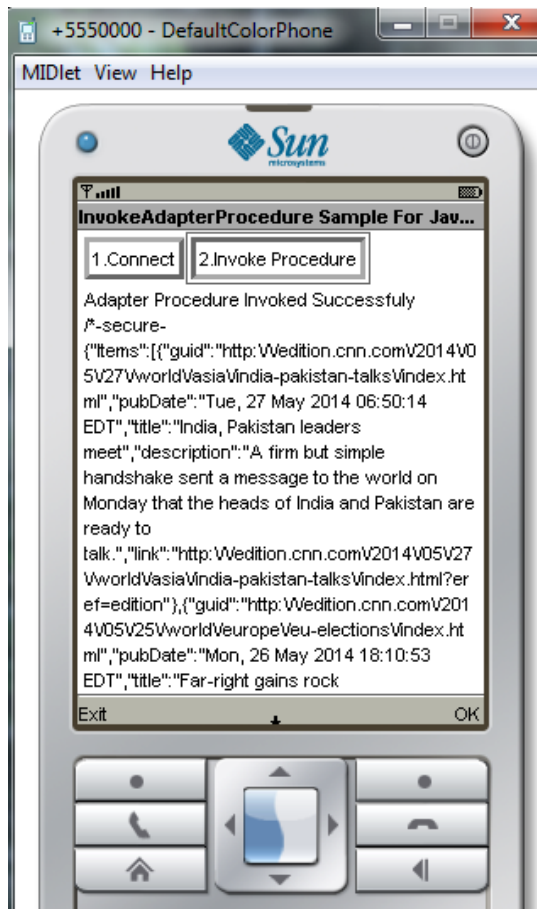 +5550000 - DefaultColorPhone
MIDlet View Help
Sun
microsystems
InvokeAdapterProcedure Sample For Jav...
1.Connect 2.Invoke Procedure
Adapter Procedure Invoked Successfuly
/*-secure-
{"Items":[{"guid":"http:\/\/edition.cnn.com\/2014\/0
5\/27\/world\/asia\/india-pakistan-talks\/index.ht
ml","pubDate":"Tue, 27 May 2014 06:50:14
EDT","title":"India, Pakistan leaders
meet","description":"A firm but simple
handshake sent a message to the world on
Monday that the heads of India and Pakistan are
ready to
talk.","link":"http:\/\/edition.cnn.com\/2014\/05\/27
\/world\/asia\/india-pakistan-talks\/index.html?er
ef=edition"},{"guid":"http:\/\/edition.cnn.com\/201
4\/05\/25\/world\/europe\/eu-elections\/index.ht
ml","pubDate":"Mon, 26 May 2014 18:10:53
EDT","title":"Far-right gains rock
Exit OK